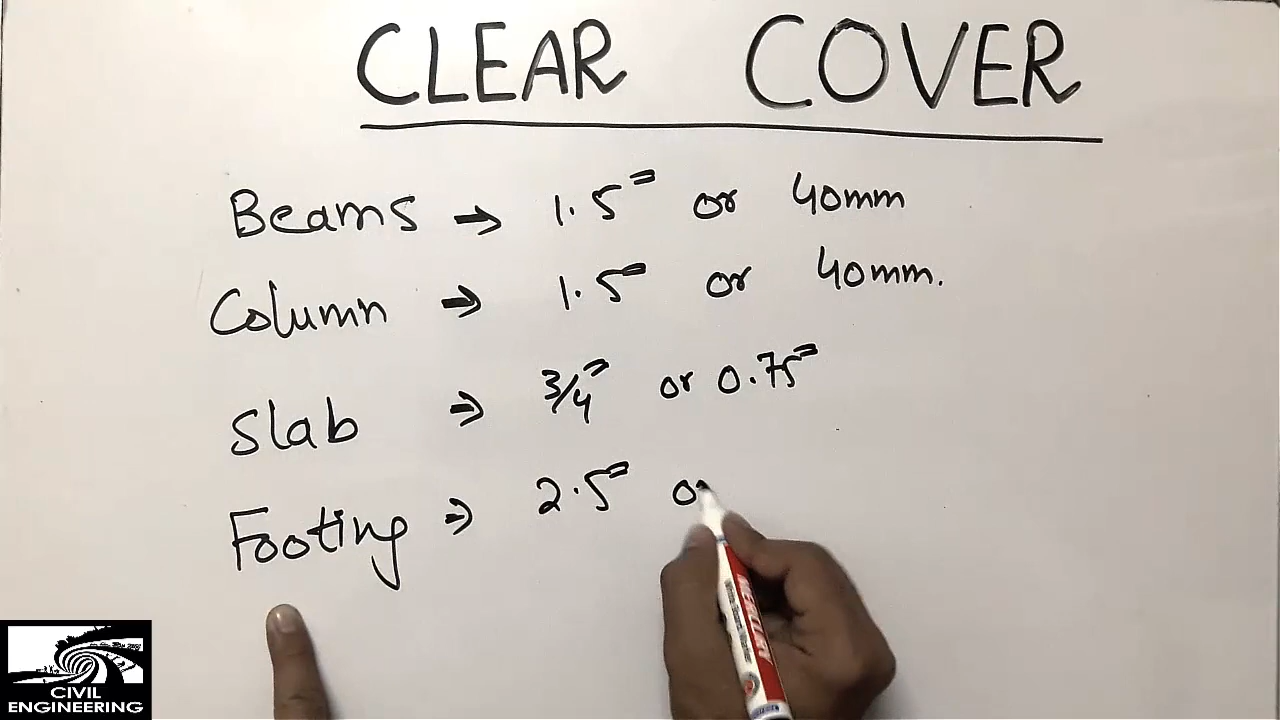 CLEAR COVER
Beams → 1.5" or 40mm
Column → 1.5" or 40mm.
Slab ⇒ 3/4" or 0.75"
Footing ⇒ 2.5" or
CIVIL
ENGINEERING